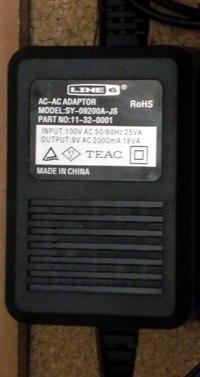 LINE 6
AC-AC ADAPTOR RoHS
MODEL:SY-09200A-JS
PART NO:11-32-0001
INPUT:100V AC 50/60Hz 25VA
OUTPUT:9V AC 2000mA 18VA
TEAC.
MADE IN CHINA